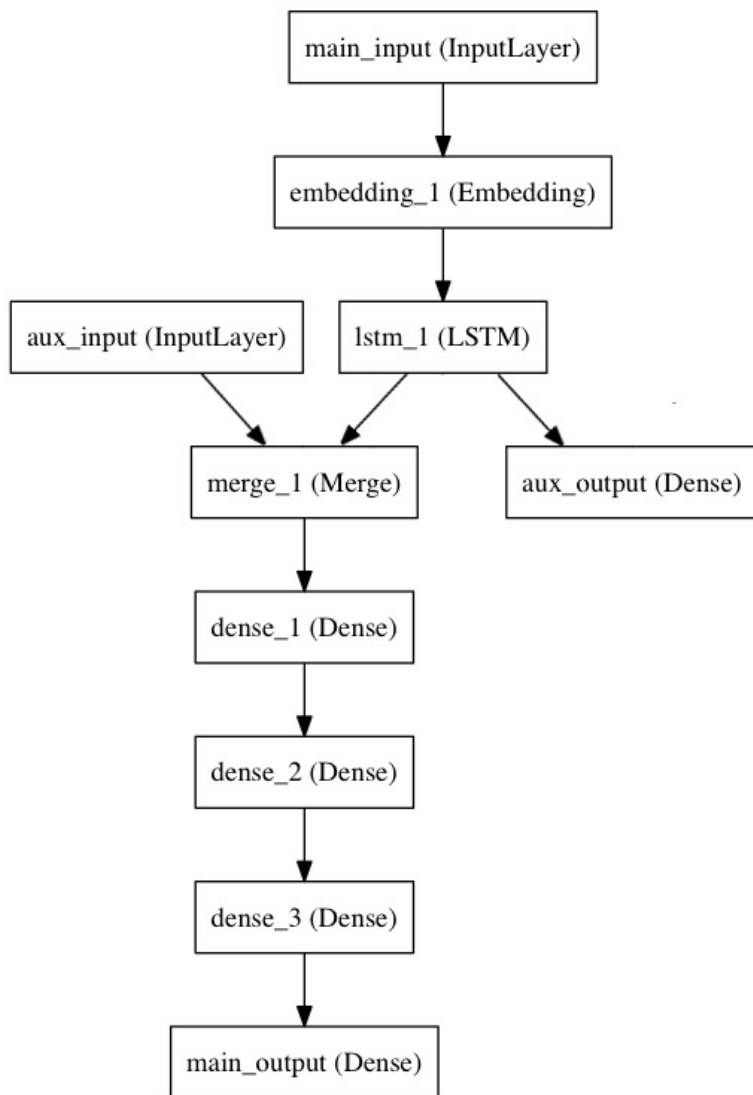 main_input (InputLayer)
embedding_1 (Embedding)
aux_input (InputLayer)
lstm_1 (LSTM)
merge_1 (Merge)
aux_output (Dense)
dense_1 (Dense)
dense_2 (Dense)
dense_3 (Dense)
main_output (Dense)